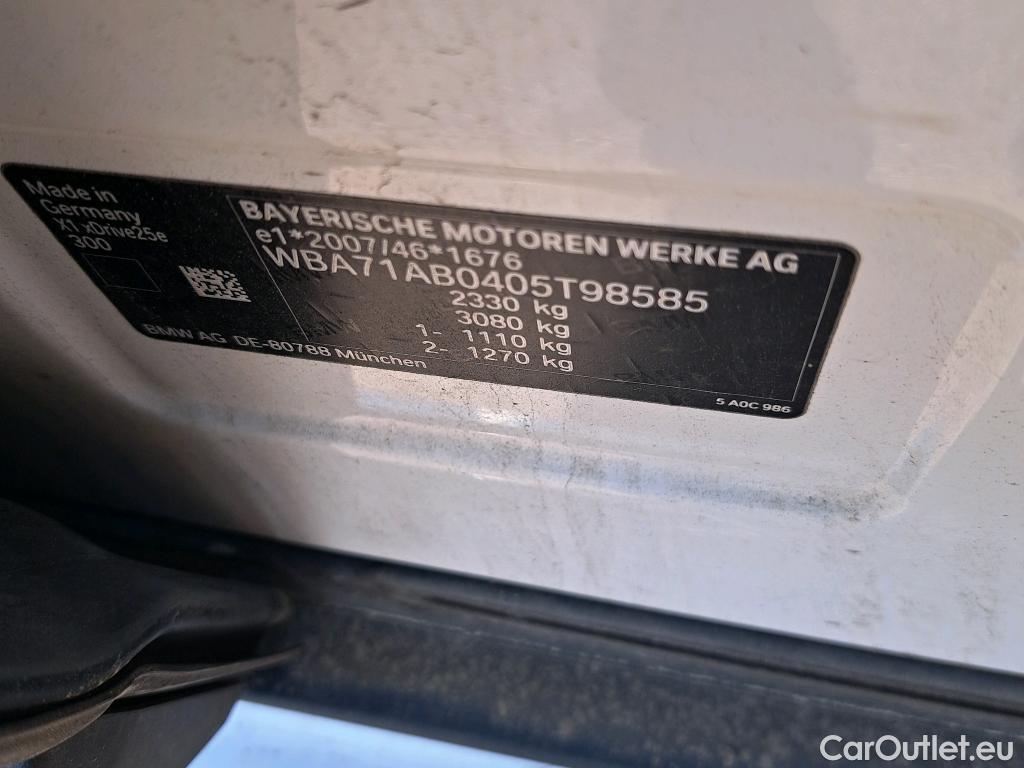 Made in
Germany
X1 xDrive25e
300
BAYERISCHE MOTOREN WERKE AG
e1*2007/46*1676
WBA71AB0405T98585
2330 kg
3080 kg
1- 1110 kg
2- 1270 kg
BMW AG DE-80788 München
5 A0C 986
CarOutlet.eu